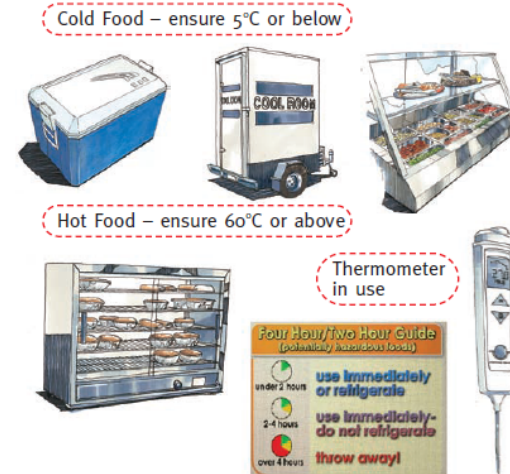 Cold Food – ensure 5°C or below
COOL ROOM
Hot Food – ensure 60°C or above
Thermometer
in use
Four Hour/Two Hour Guide
(potentially hazardous foods)
under 2 hours
use immediately
or refrigerate
2-4 hours
use immediately-
do not refrigerate
over 4 hours
throw away!